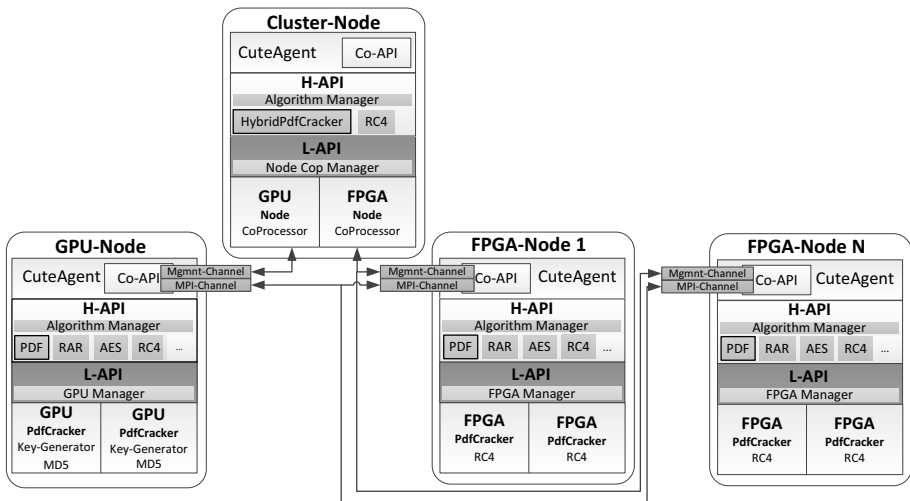 Cluster-Node
CuteAgent
Co-API
H-API
Algorithm Manager
HybridPdfCracker
RC4
L-API
Node Cop Manager
GPU
Node
CoProcessor
FPGA
Node
CoProcessor
GPU-Node
CuteAgent
Co-API
Mgmnt-Channel
MPI-Channel
H-API
Algorithm Manager
PDF RAR AES RC4 ...
L-API
GPU Manager
GPU
PdfCracker
Key-Generator
MD5
GPU
PdfCracker
Key-Generator
MD5
FPGA-Node 1
Mgmnt-Channel
MPI-Channel
Co-API
CuteAgent
H-API
Algorithm Manager
PDF RAR AES RC4 ...
L-API
FPGA Manager
FPGA
PdfCracker
RC4
FPGA
PdfCracker
RC4
FPGA-Node N
Mgmnt-Channel
MPI-Channel
Co-API
CuteAgent
H-API
Algorithm Manager
PDF RAR AES RC4 ...
L-API
FPGA Manager
FPGA
PdfCracker
RC4
FPGA
PdfCracker
RC4